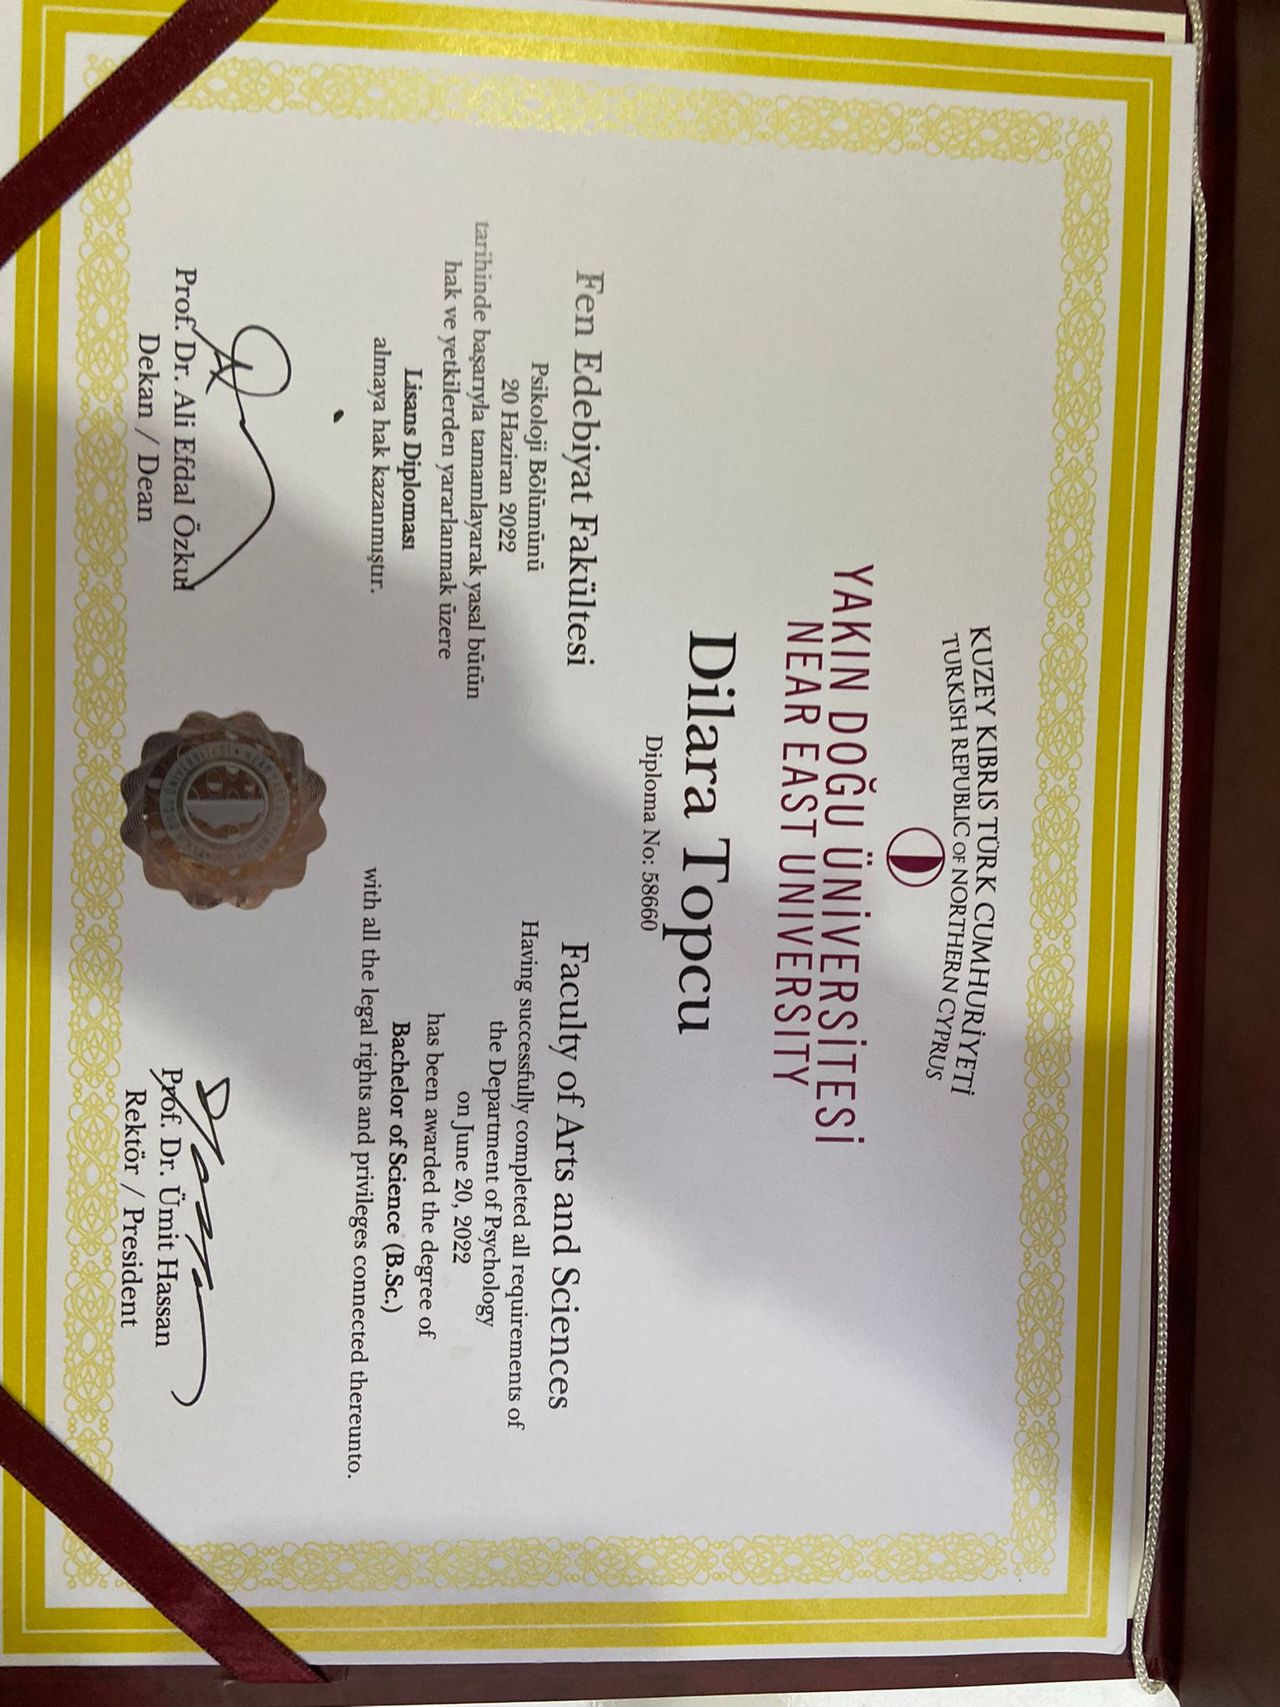 KUZEY KIBRIS TÜRK CUMHURİYETİ
TURKISH REPUBLIC OF NORTHERN CYPRUS
YAKIN DOĞU ÜNİVERSİTESİ
NEAR EAST UNIVERSITY
Dilara Topcu
Diploma No: 58660
Fen Edebiyat Fakültesi
Psikoloji Bölümünü
20 Haziran 2022
tarihinde başarıyla tamamlayarak yasal bütün
hak ve yetkilerden yararlanmak üzere
Lisans Diploması
almaya hak kazanmıştır.
Prof. Dr. Ali Efdal Özkul
Dekan / Dean
Faculty of Arts and Sciences
Having successfully completed all requirements of
the Department of Psychology
on June 20, 2022
has been awarded the degree of
Bachelor of Science (B.Sc.)
with all the legal rights and privileges connected thereunto.
Prof. Dr. Ümit Hassan
Rektör / President